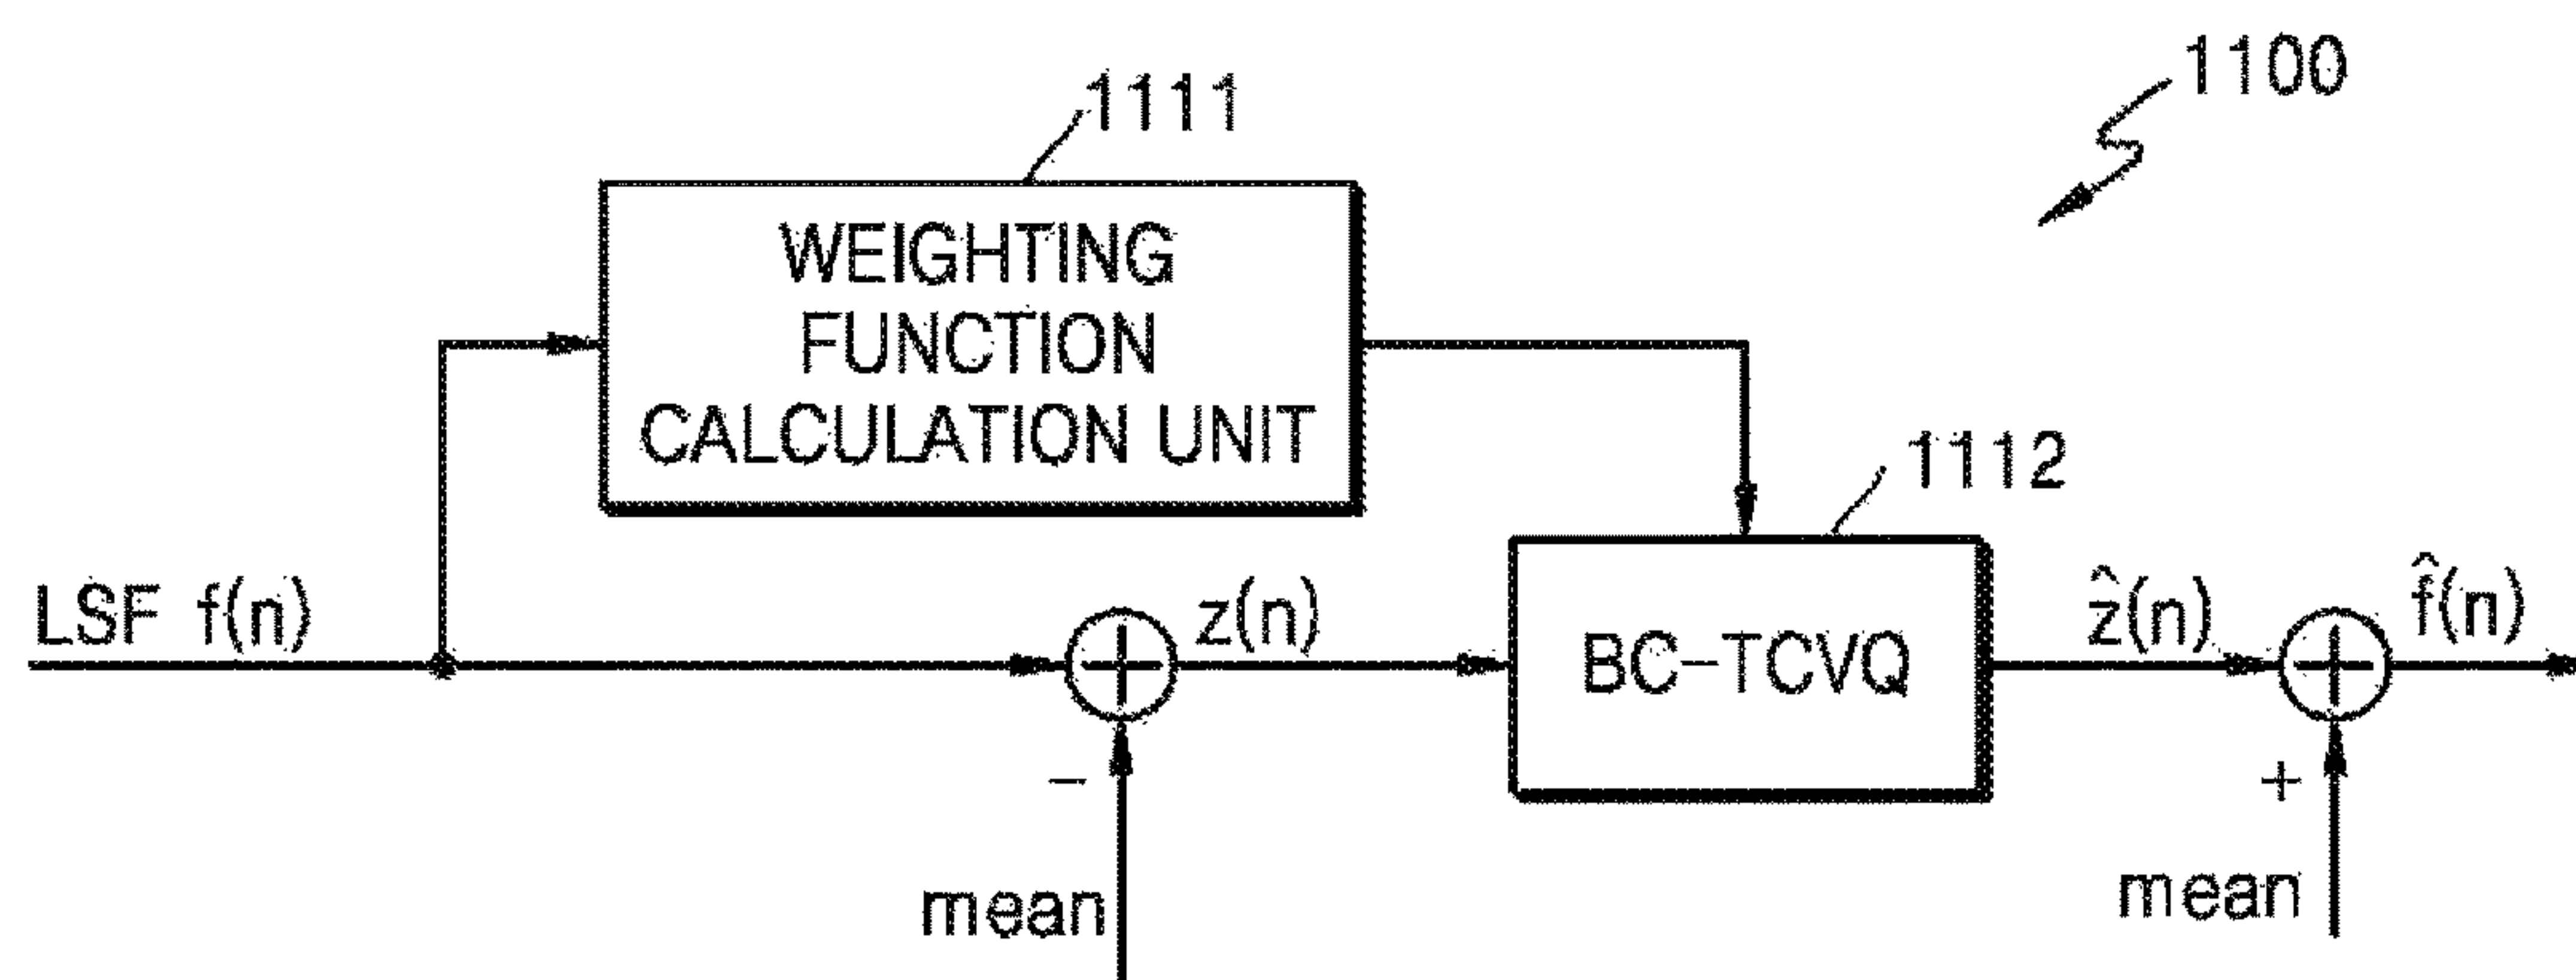 1100
1111
WEIGHTING
FUNCTION
CALCULATION UNIT
1112
LSF f(n)
z(n)
BC-TCVQ
ẑ(n)
f̂(n)
−
mean
+
mean